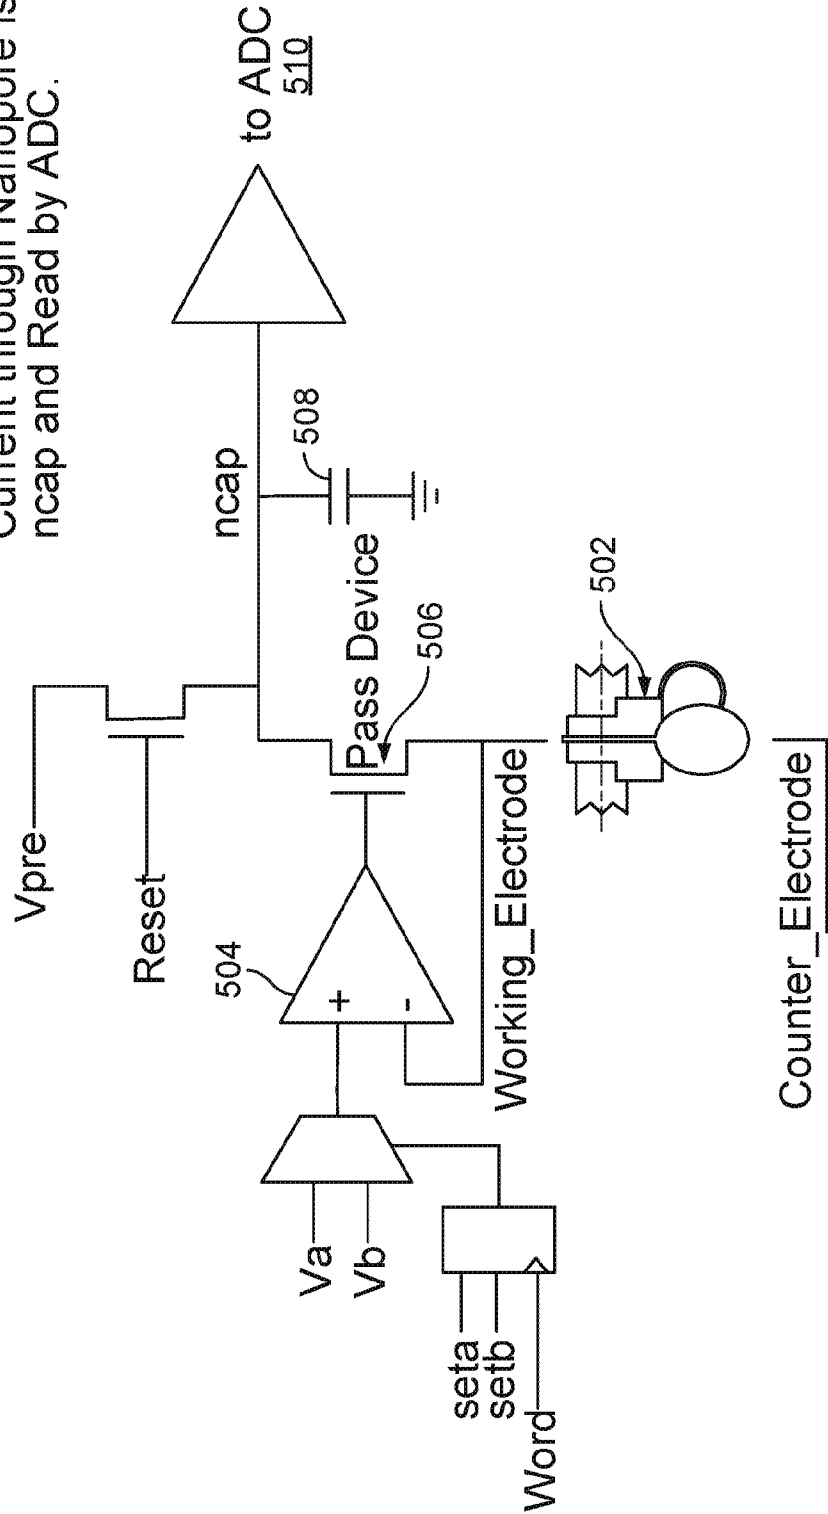 Current through Nanopore is
ncap and Read by ADC.
Vpre
Reset
ncap
to ADC
510
508
504
Pass Device
506
Va
Vb
Working_Electrode
502
seta
setb
Word
Counter_Electrode